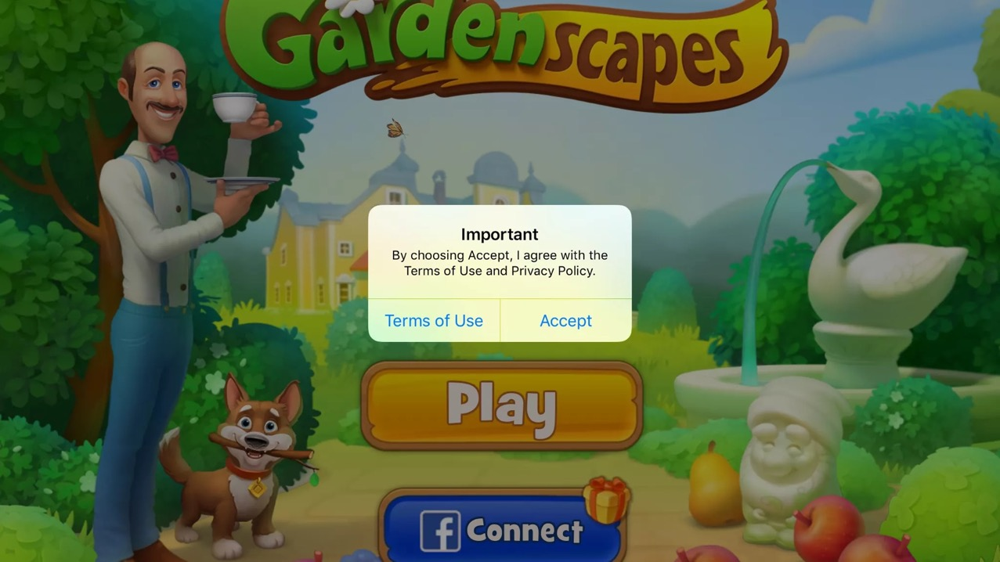 Gardenscapes
Important
By choosing Accept, I agree with the
Terms of Use and Privacy Policy.
Terms of Use Accept
Play
f Connect